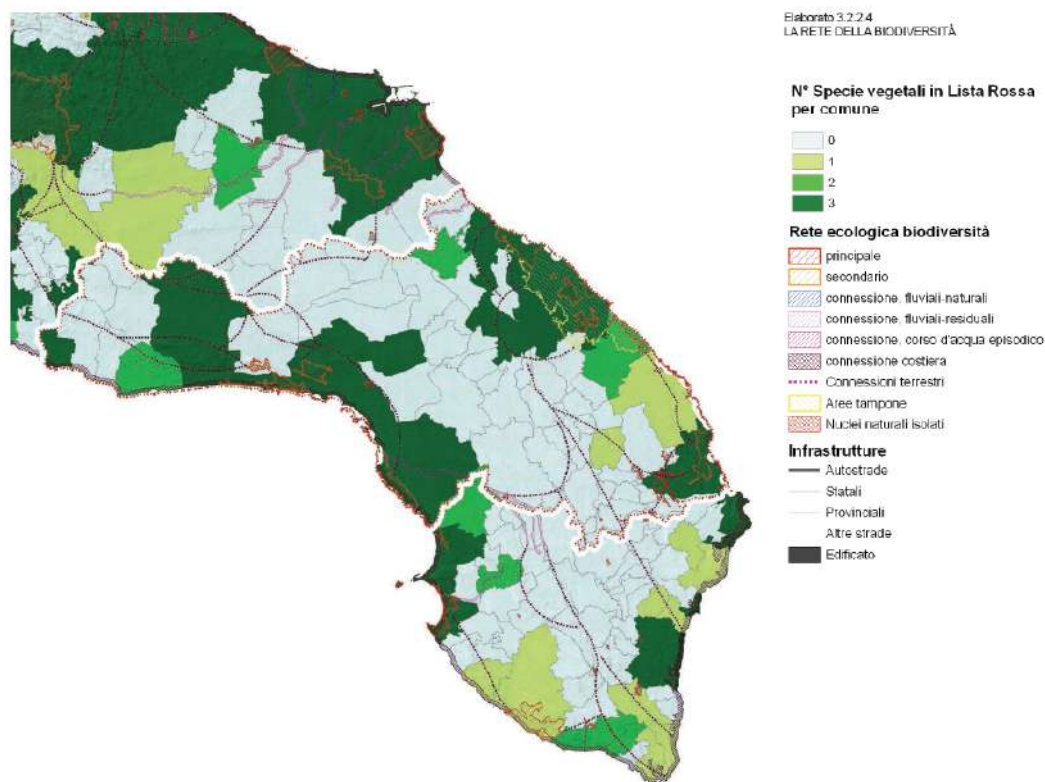 Elaborato 3.2.2.4
LA RETE DELLA BIODIVERSITÀ
N° Specie vegetali in Lista Rossa
per comune
0
1
2
3
Rete ecologica biodiversità
principale
secondario
connessione, fluviali-naturali
connessione, fluviali-residuali
connessione, corso d'acqua episodico
connessione costiera
Connessioni terrestri
Aree tampone
Nuclei naturali isolati
Infrastrutture
Autostrade
Statali
Provinciali
Altre strade
Edificato